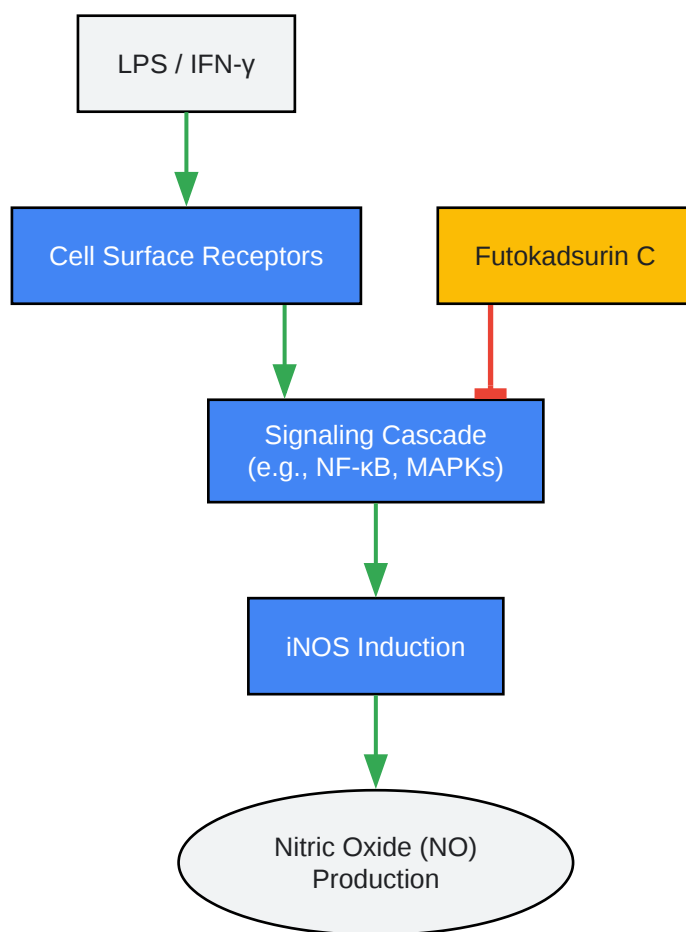 LPS / IFN-γ
Cell Surface Receptors
Futokadsurin C
Signaling Cascade
(e.g., NF-κB, MAPKs)
iNOS Induction
Nitric Oxide (NO)
Production